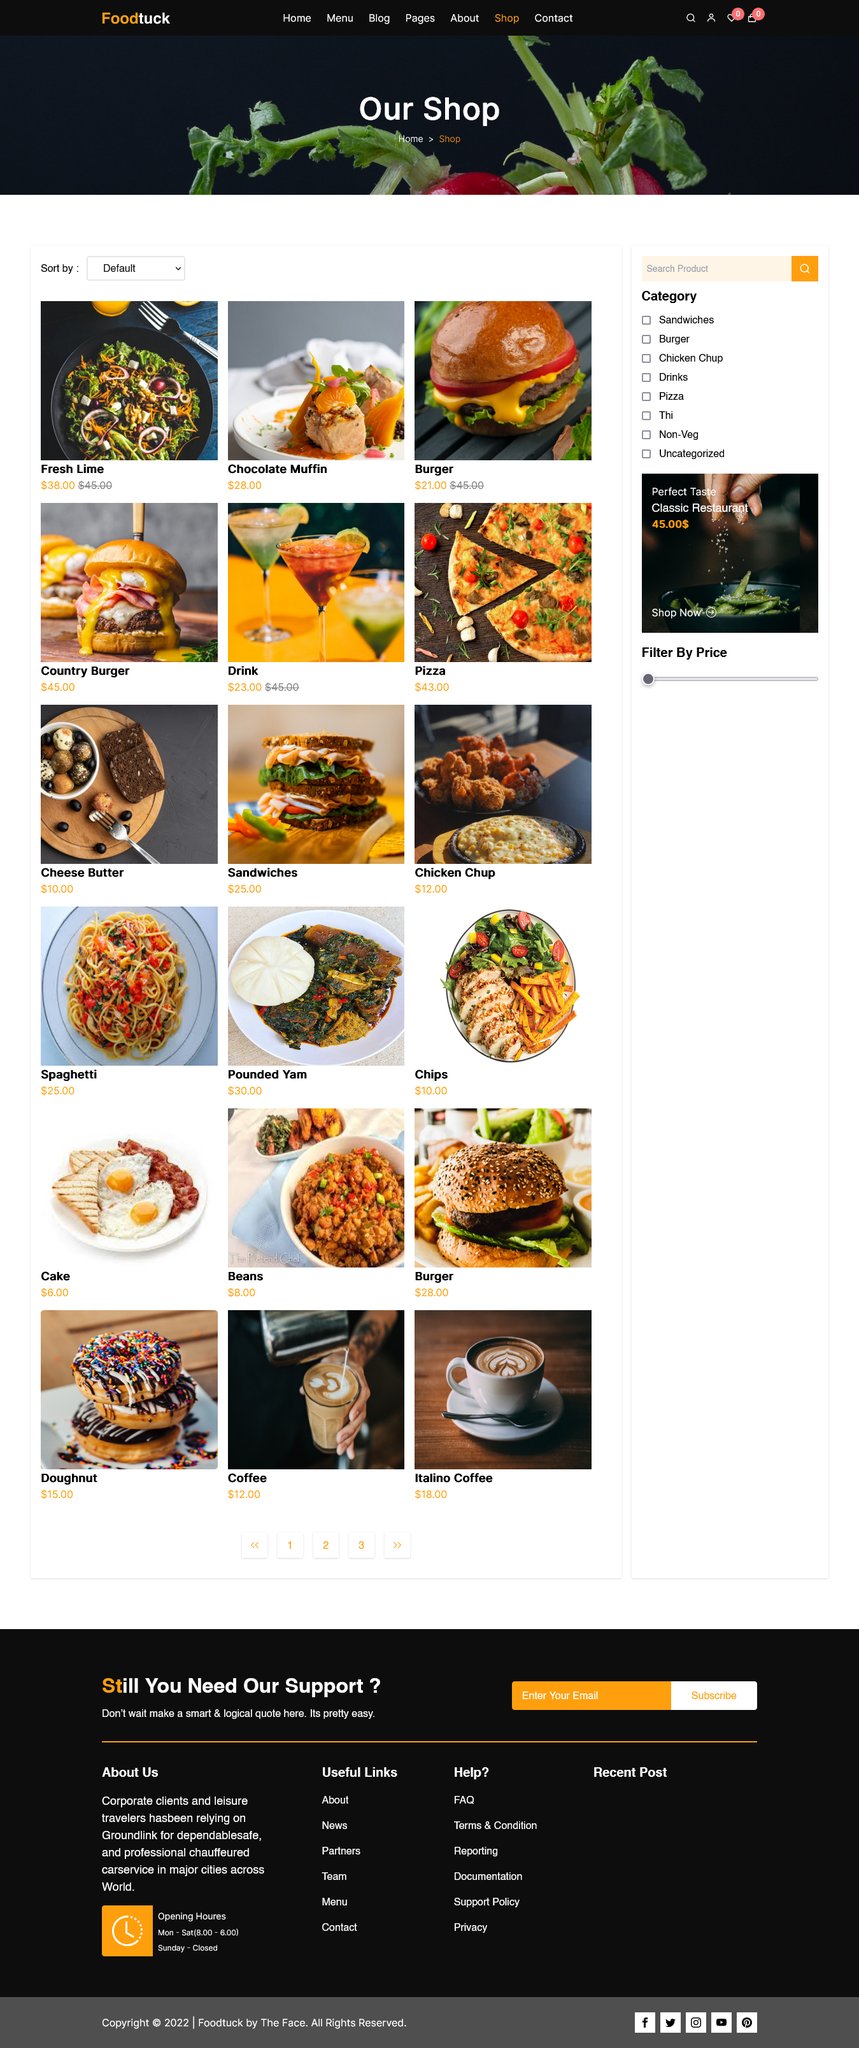 Foodtuck
Home Menu Blog Pages About Shop Contact
0 0
Our Shop
Home > Shop
Sort by : Default
Fresh Lime
$38.00 $45.00
Chocolate Muffin
$28.00
Burger
$21.00 $45.00
Country Burger
$45.00
Drink
$23.00 $45.00
Pizza
$43.00
Cheese Butter
$10.00
Sandwiches
$25.00
Chicken Chup
$12.00
Spaghetti
$25.00
Pounded Yam
$30.00
Chips
$10.00
Cake
$6.00
Beans
$8.00
Burger
$28.00
Doughnut
$15.00
Coffee
$12.00
Italino Coffee
$18.00
« 1 2 3 »
Search Product
Category
Sandwiches
Burger
Chicken Chup
Drinks
Pizza
Thi
Non-Veg
Uncategorized
Perfect Taste
Classic Restaurant
45.00$
Shop Now
Filter By Price
Still You Need Our Support ?
Don't wait make a smart & logical quote here. Its pretty easy.
Enter Your Email Subscribe
About Us
Corporate clients and leisure
travelers hasbeen relying on
Groundlink for dependablesafe,
and professional chauffeured
carservice in major cities across
World.
Opening Houres
Mon - Sat(8.00 - 6.00)
Sunday - Closed
Useful Links
About
News
Partners
Team
Menu
Contact
Help?
FAQ
Terms & Condition
Reporting
Documentation
Support Policy
Privacy
Recent Post
Copyright © 2022 | Foodtuck by The Face. All Rights Reserved.